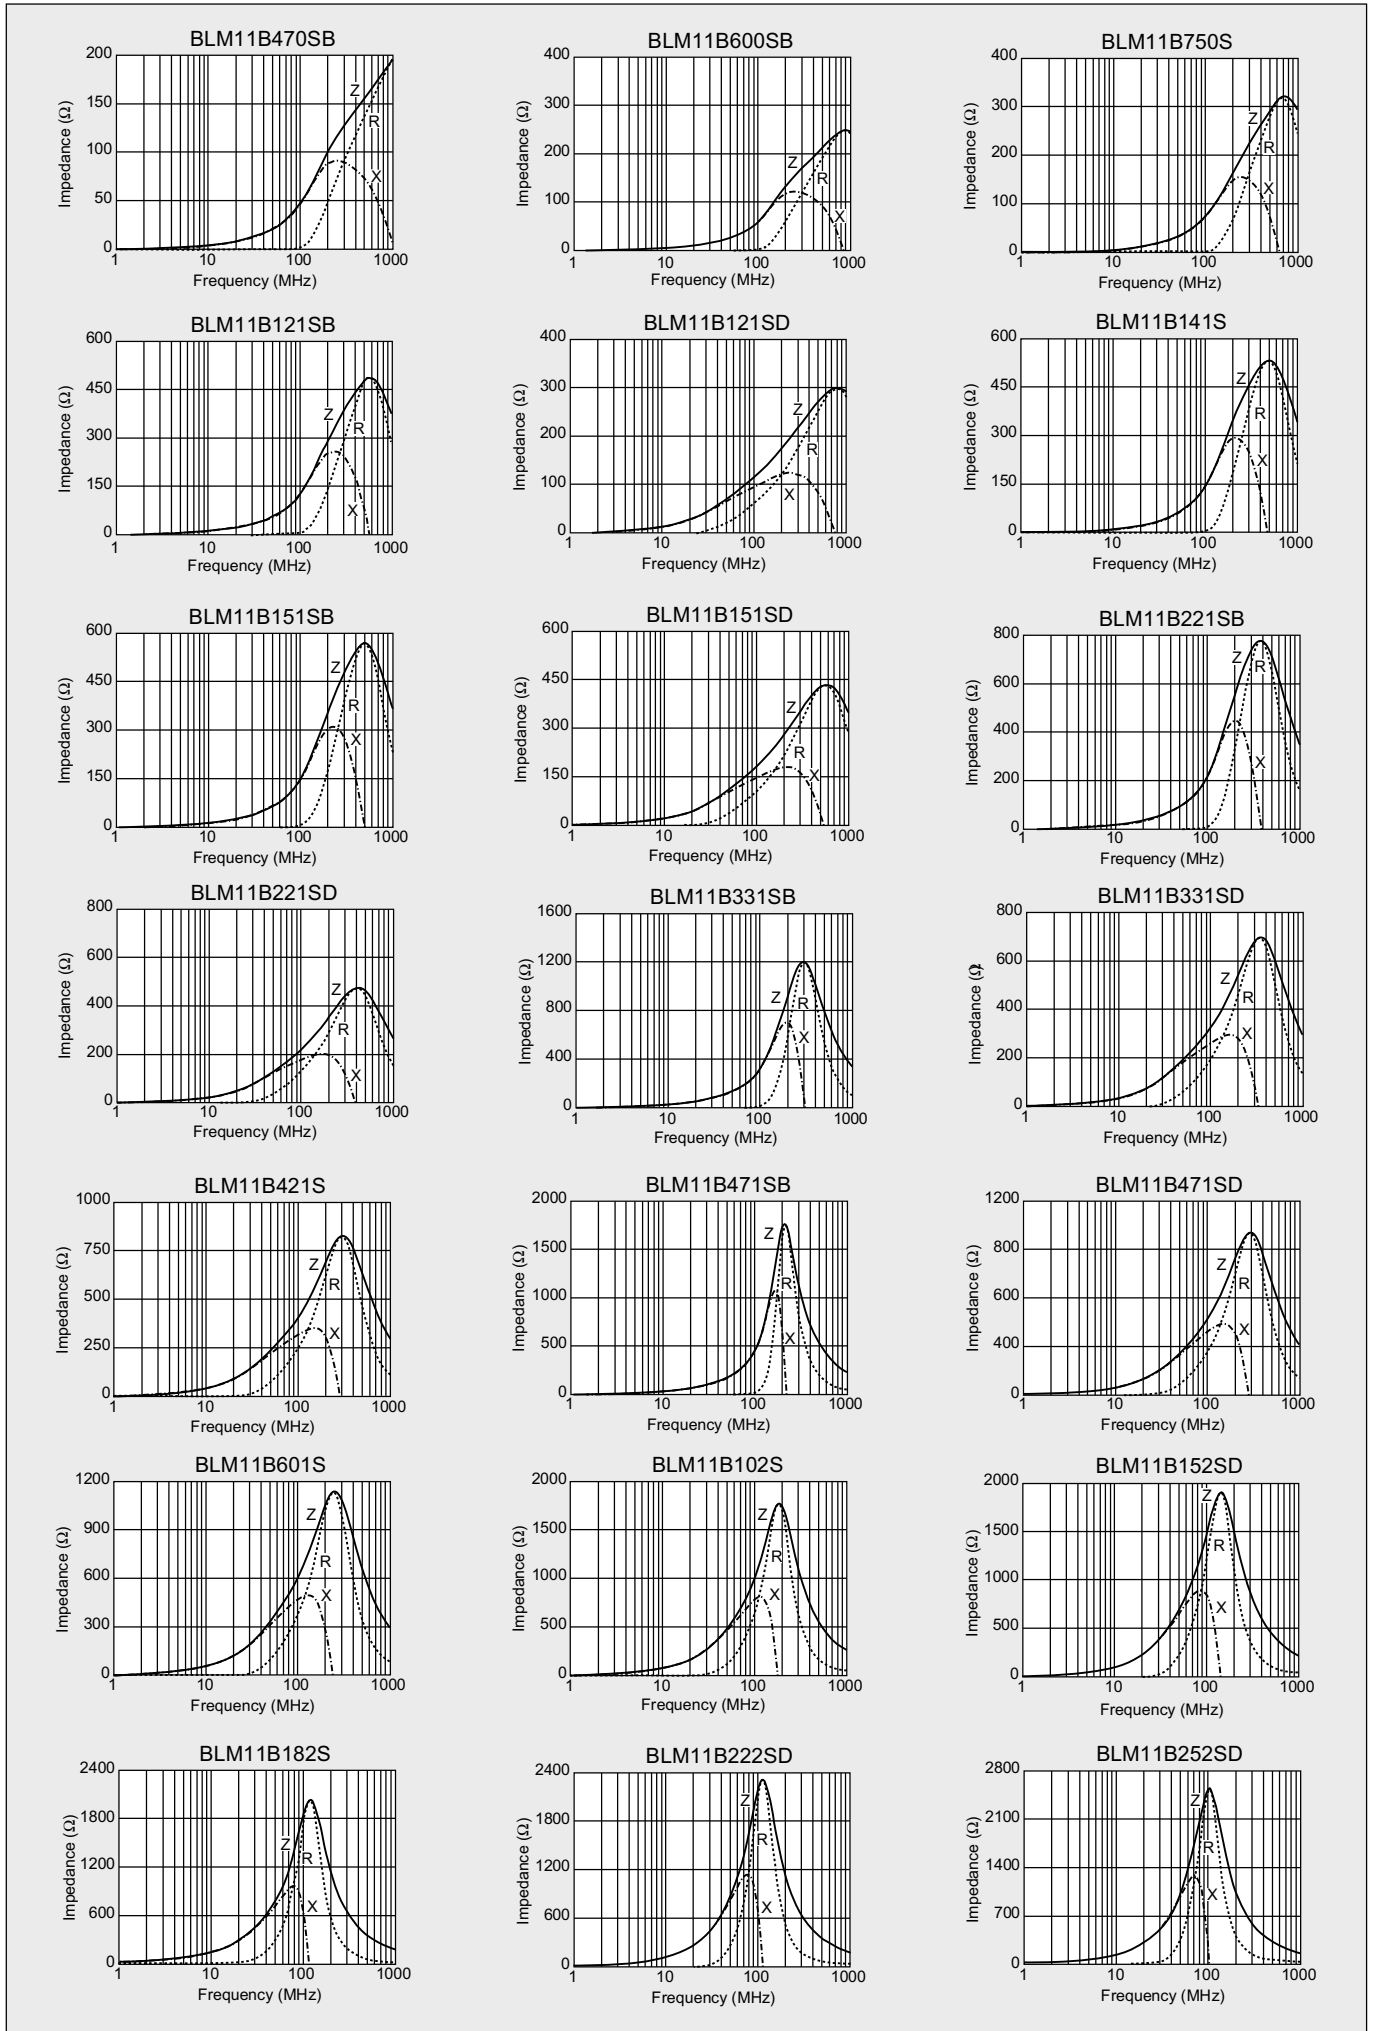 BLM11B470SB
200
150
100
50
0
Impedance (Ω)
Z
R
X
1 10 100 1000
Frequency (MHz)
BLM11B600SB
400
300
200
100
0
Impedance (Ω)
Z
R
X
1 10 100 1000
Frequency (MHz)
BLM11B750S
400
300
200
100
0
Impedance (Ω)
Z
R
X
1 10 100 1000
Frequency (MHz)
BLM11B121SB
600
450
300
150
0
Impedance (Ω)
Z
R
X
1 10 100 1000
Frequency (MHz)
BLM11B121SD
400
300
200
100
0
Impedance (Ω)
Z
R
X
1 10 100 1000
Frequency (MHz)
BLM11B141S
600
450
300
150
0
Impedance (Ω)
Z
R
X
1 10 100 1000
Frequency (MHz)
BLM11B151SB
600
450
300
150
0
Impedance (Ω)
Z
R
X
1 10 100 1000
Frequency (MHz)
BLM11B151SD
600
450
300
150
0
Impedance (Ω)
Z
R
X
1 10 100 1000
Frequency (MHz)
BLM11B221SB
800
600
400
200
0
Impedance (Ω)
Z
R
X
1 10 100 1000
Frequency (MHz)
BLM11B221SD
800
600
400
200
0
Impedance (Ω)
Z
R
X
1 10 100 1000
Frequency (MHz)
BLM11B331SB
1600
1200
800
400
0
Impedance (Ω)
Z
R
X
1 10 100 1000
Frequency (MHz)
BLM11B331SD
800
600
400
200
0
Impedance (Ω)
Z
R
X
1 10 100 1000
Frequency (MHz)
BLM11B421S
1000
750
500
250
0
Impedance (Ω)
Z
R
X
1 10 100 1000
Frequency (MHz)
BLM11B471SB
2000
1500
1000
500
0
Impedance (Ω)
Z
R
X
1 10 100 1000
Frequency (MHz)
BLM11B471SD
1200
800
400
0
Impedance (Ω)
Z
R
X
1 10 100 1000
Frequency (MHz)
BLM11B601S
1200
900
600
300
0
Impedance (Ω)
Z
R
X
1 10 100 1000
Frequency (MHz)
BLM11B102S
2000
1500
1000
500
0
Impedance (Ω)
Z
R
X
1 10 100 1000
Frequency (MHz)
BLM11B152SD
2000
1500
1000
500
0
Impedance (Ω)
Z
R
X
1 10 100 1000
Frequency (MHz)
BLM11B182S
2400
1800
1200
600
0
Impedance (Ω)
Z
R
X
1 10 100 1000
Frequency (MHz)
BLM11B222SD
2400
1800
1200
600
0
Impedance (Ω)
Z
R
X
1 10 100 1000
Frequency (MHz)
BLM11B252SD
2800
2100
1400
700
0
Impedance (Ω)
Z
R
X
1 10 100 1000
Frequency (MHz)